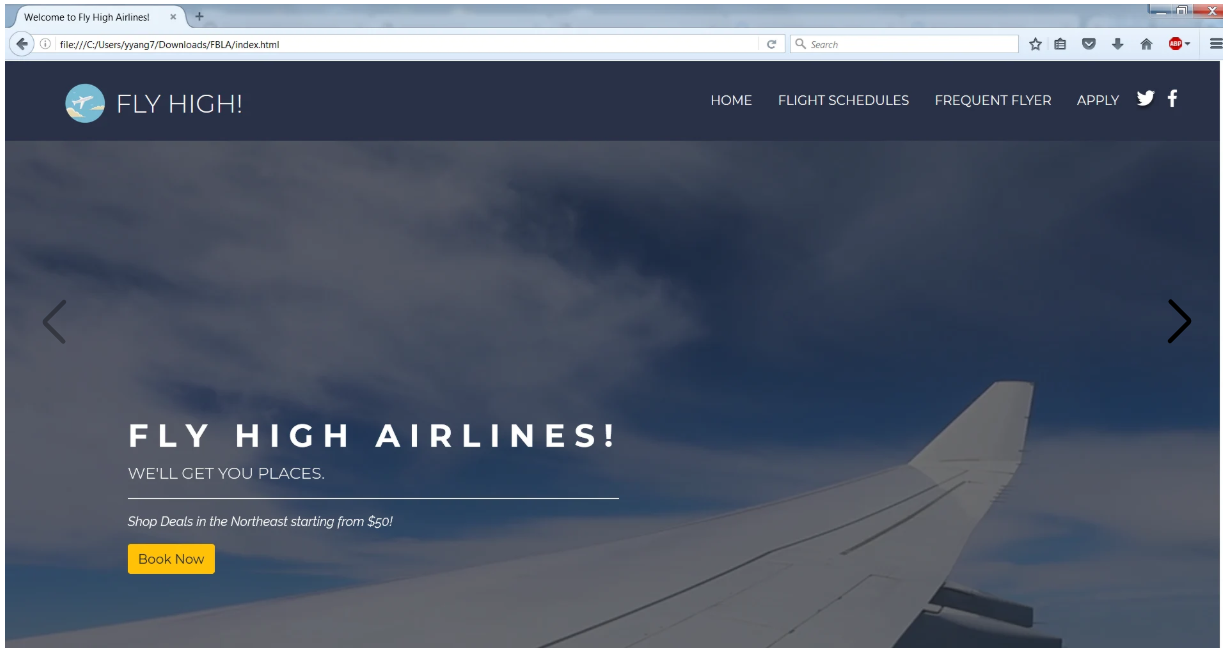 Welcome to Fly High Airlines!
file:///C:/Users/yyang7/Downloads/FBLA/index.html
Search
ABP
FLY HIGH!
HOME FLIGHT SCHEDULES FREQUENT FLYER APPLY
FLY HIGH AIRLINES!
WE'LL GET YOU PLACES.
Shop Deals in the Northeast starting from $50!
Book Now